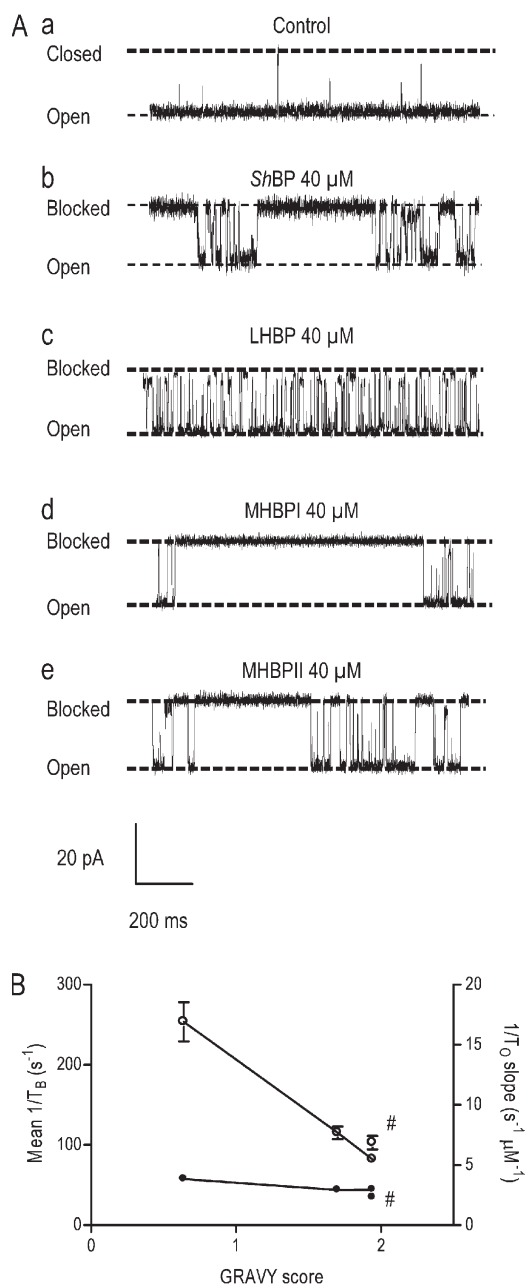 A a Control
Closed
Open
b ShBP 40 µM
Blocked
Open
c LHBP 40 µM
Blocked
Open
d MHBPI 40 µM
Blocked
Open
e MHBPII 40 µM
Blocked
Open
20 pA
200 ms
B
300
200
100
0
Mean 1/TB (s-1)
20
15
10
5
0
1/TO slope (s-1 µM-1)
#
#
0 1 2
GRAVY score